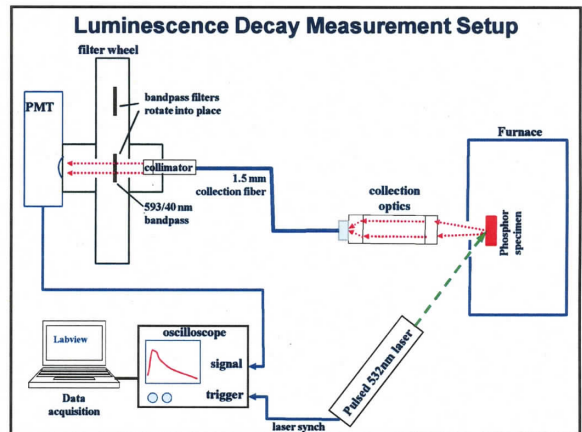 Luminescence Decay Measurement Setup
filter wheel
PMT
bandpass filters
rotate into place
collimator
1.5 mm
collection fiber
593/40 nm
bandpass
collection
optics
Furnace
Phosphor
specimen
Pulsed 532nm laser
oscilloscope
signal
trigger
laser synch
Labview
Data
acquisition